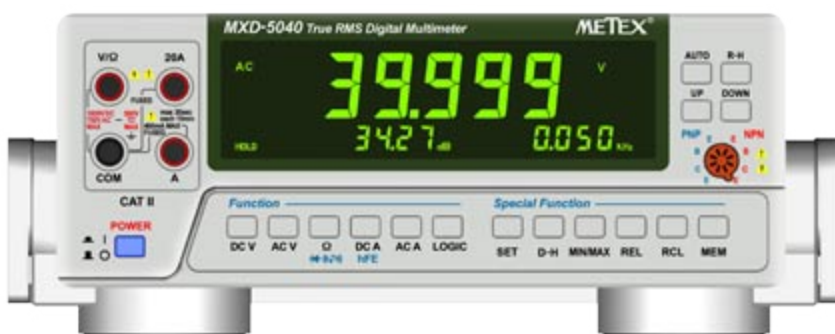 MXD-5040 True RMS Digital Multimeter
METEX®
V/Ω 20A
FUSED
MAX
COM A
CAT II
POWER
I
O
AC 39.999 V
HOLD 34.27 dB 0.050 KHz
AUTO R-H
UP DOWN
PNP NPN
E E
B B
C C
E E
Function
DC V AC V Ω DC A AC A LOGIC
hFE
Special Function
SET D-H MIN/MAX REL RCL MEM